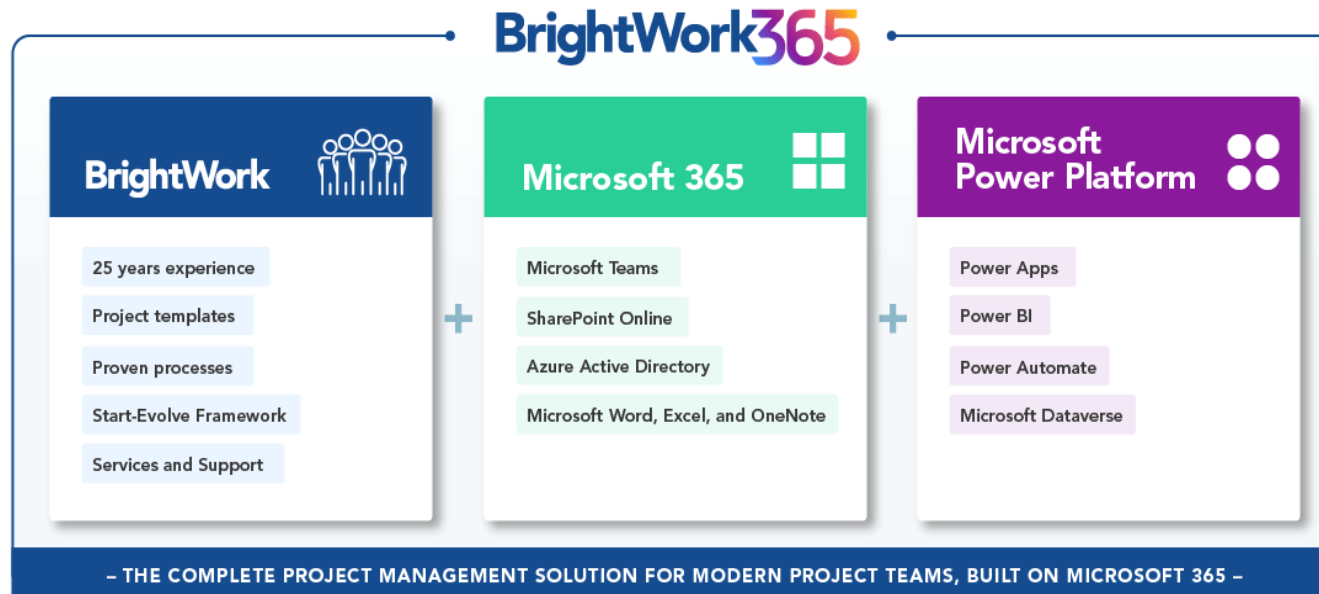 BrightWork365
BrightWork
25 years experience
Project templates
Proven processes
Start-Evolve Framework
Services and Support
+
Microsoft 365
Microsoft Teams
SharePoint Online
Azure Active Directory
Microsoft Word, Excel, and OneNote
+
Microsoft
Power Platform
Power Apps
Power BI
Power Automate
Microsoft Dataverse
– THE COMPLETE PROJECT MANAGEMENT SOLUTION FOR MODERN PROJECT TEAMS, BUILT ON MICROSOFT 365 –